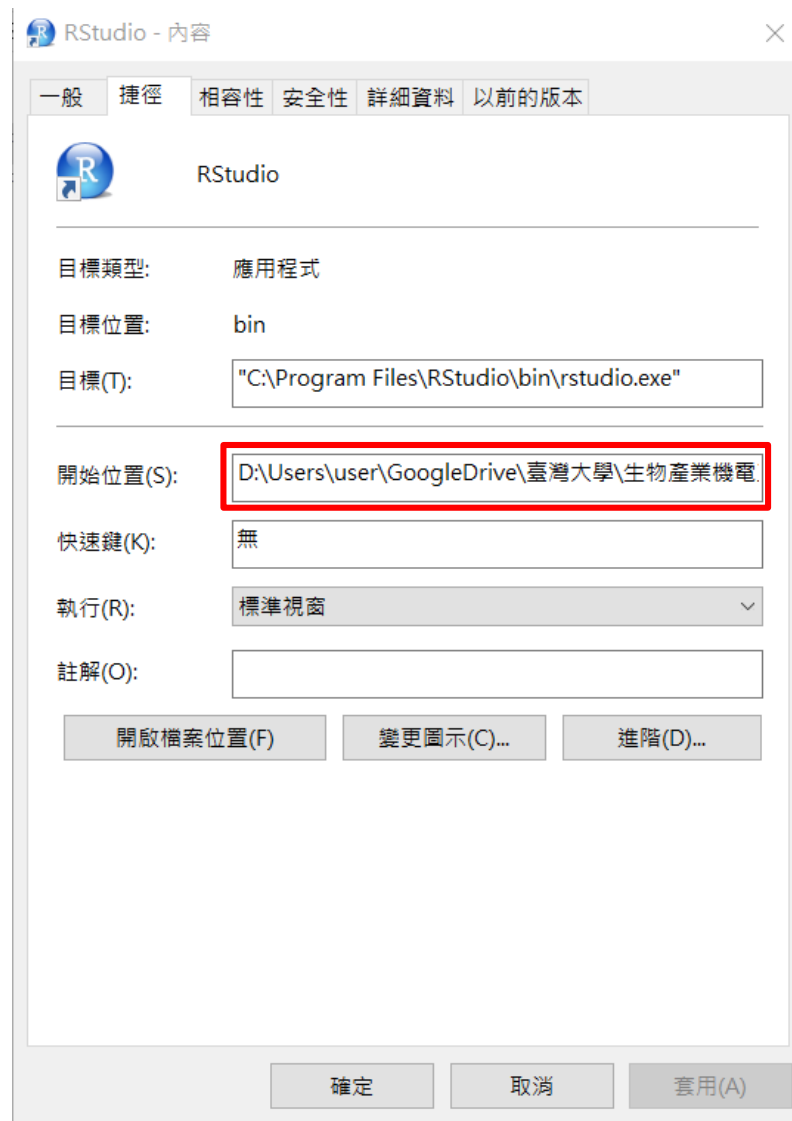 RStudio - 內容
一般 捷徑 相容性 安全性 詳細資料 以前的版本
RStudio
目標類型: 應用程式
目標位置: bin
目標(T): "C:\Program Files\RStudio\bin\rstudio.exe"
開始位置(S): D:\Users\user\GoogleDrive\臺灣大學\生物產業機電
快速鍵(K): 無
執行(R): 標準視窗
註解(O):
開啟檔案位置(F) 變更圖示(C)... 進階(D)...
確定 取消 套用(A)